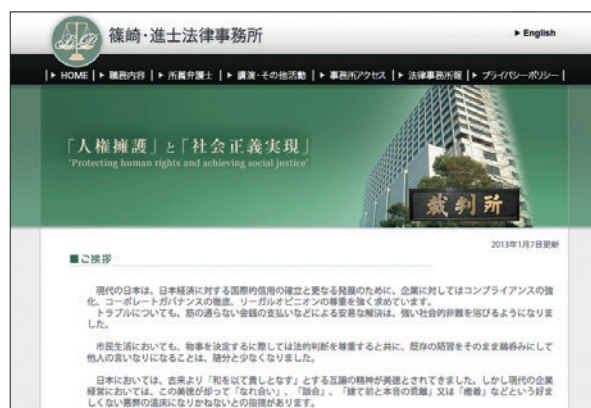 篠崎･進士法律事務所
▶ English
| ▶ HOME | ▶ 職務内容 | ▶ 所属弁護士 | ▶ 講演・その他活動 | ▶ 事務所アクセス | ▶ 法律事務所報 | ▶ プライバシーポリシー |
「人権擁護」と「社会正義実現」
'Protecting human rights and achieving social justice'
裁判所
2013年1月7日更新
■ご挨拶
現代の日本は、日本経済に対する国際的信用の確立と更なる発展のために、企業に対してはコンプライアンスの強
化、コーポレートガバナンスの徹底、リーガルオピニオンの尊重を強く求めています。
トラブルについても、筋の通らない金銭の支払いなどによる安易な解決は、強い社会的非難を浴びるようになりま
した。
市民生活においても、物事を決定するに際しては法的判断を尊重すると共に、既存の陋習をそのまま鵜呑みにして
他人の言いなりになることは、随分と少なくなりました。
日本においては、古来より「和を以て貴しとなす」とする互譲の精神が美徳とされてきました。しかし現代の企業
経営においては、この美徳が却って「なれ合い」、「談合」、「建て前と本音の乖離」又は「癒着」などという好ま
しくない悪弊の温床になりかねないとの指摘があります。